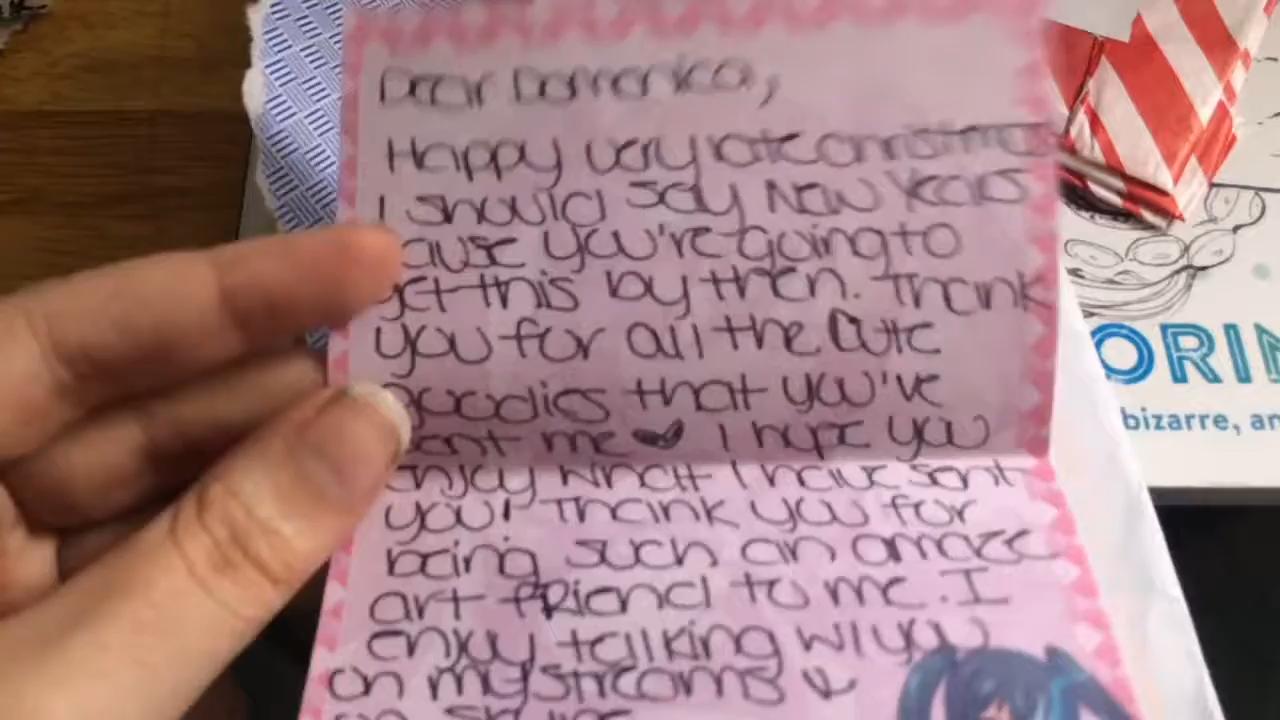 Dear Domenica,
Happy very late christmas
I should say New Years
cause you're going to
get this by then. Thank
you for all the cute
goodies that you've
sent me I hope you
enjoy what I have sent
you! Thank you for
being such an amaze
art fRiend to me. I
enjoy talking w/ you
on my streams
ORIN
bizarre, an